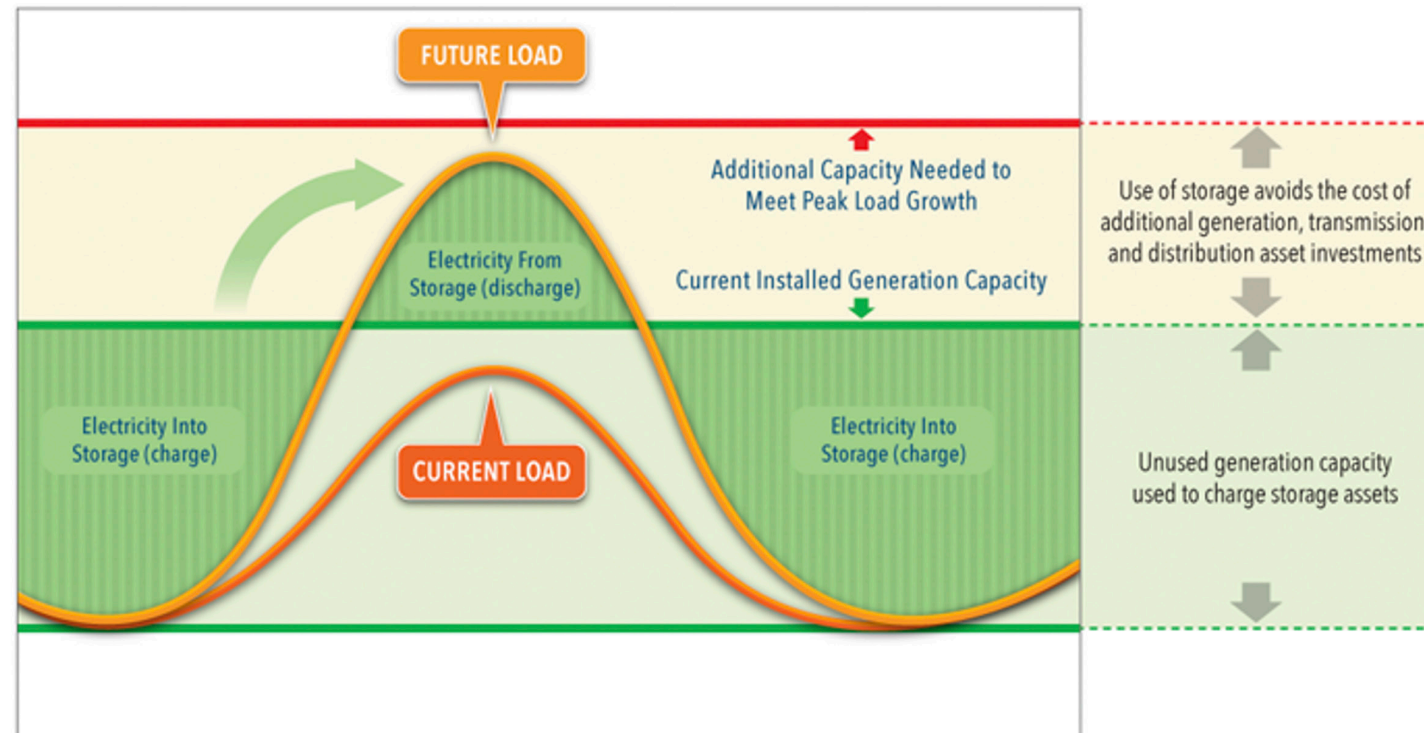 FUTURE LOAD
Additional Capacity Needed to
Meet Peak Load Growth
Use of storage avoids the cost of
additional generation, transmission
and distribution asset investments
Electricity From
Storage (discharge)
Current Installed Generation Capacity
Electricity Into
Storage (charge)
CURRENT LOAD
Electricity Into
Storage (charge)
Unused generation capacity
used to charge storage assets